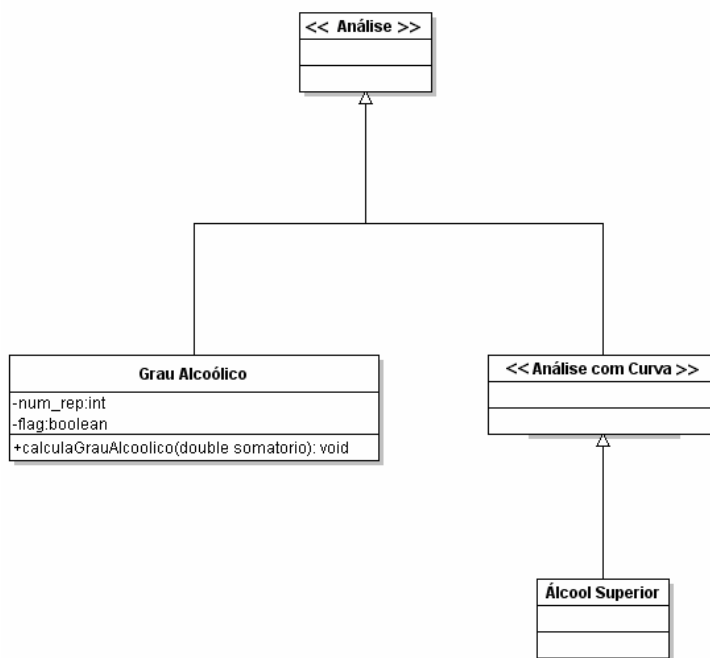 << Análise >>
Grau Alcoólico
-num_rep:int
-flag:boolean
+calculaGrauAlcoolico(double somatorio): void
<< Análise com Curva >>
Álcool Superior